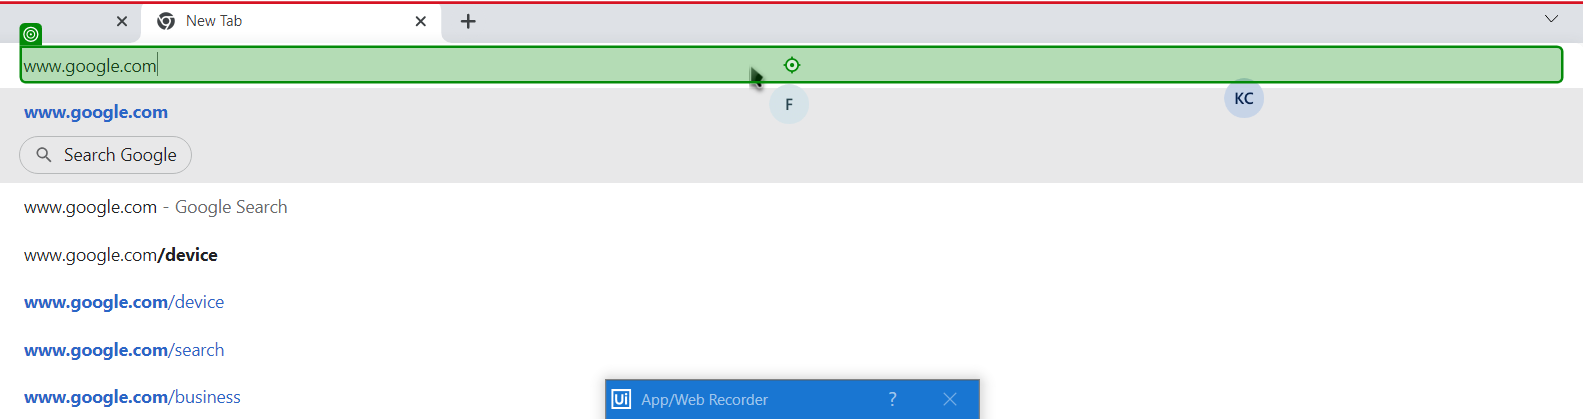 New Tab
www.google.com
F
KC
www.google.com
Search Google
www.google.com - Google Search
www.google.com/device
www.google.com/device
www.google.com/search
www.google.com/business
Ui App/Web Recorder ?